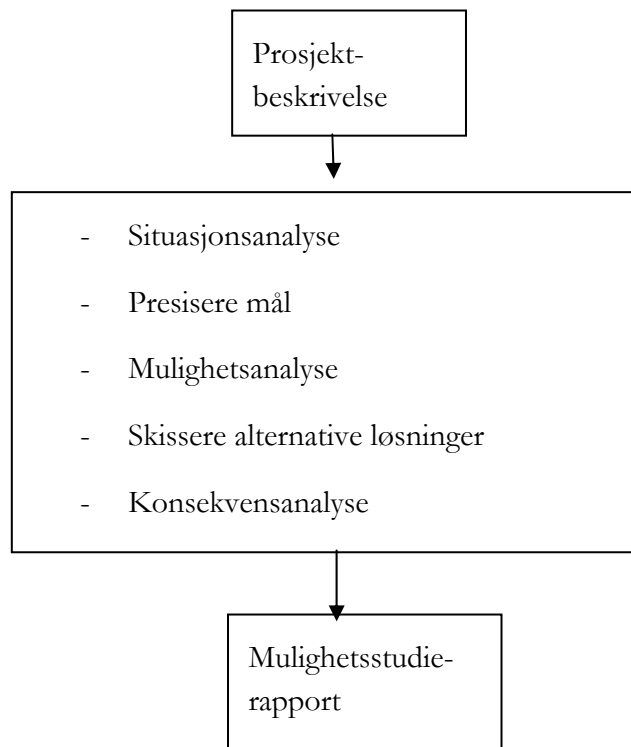 Prosjekt-
beskrivelse
- Situasjonsanalyse
- Presisere mål
- Mulighetsanalyse
- Skissere alternative løsninger
- Konsekvensanalyse
Mulighetsstudie-
rapport